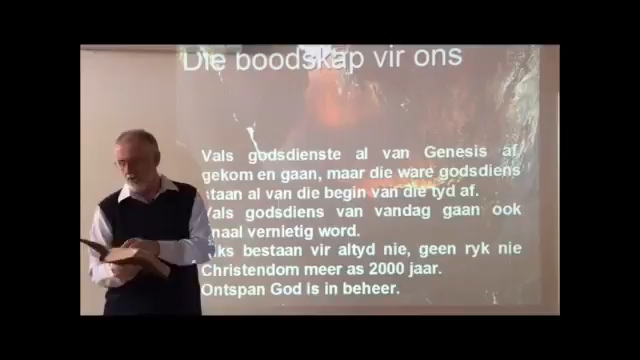 Die boodskap vir ons
Vals godsdienste al van Genesis af
gekom en gaan, maar die ware godsdiens
staan al van die begin van die tyd af.
Vals godsdiens van vandag gaan ook
vernietig word.
bestaan vir altyd nie, geen ryk nie
Christendom meer as 2000 jaar.
Ontspan God is in beheer.